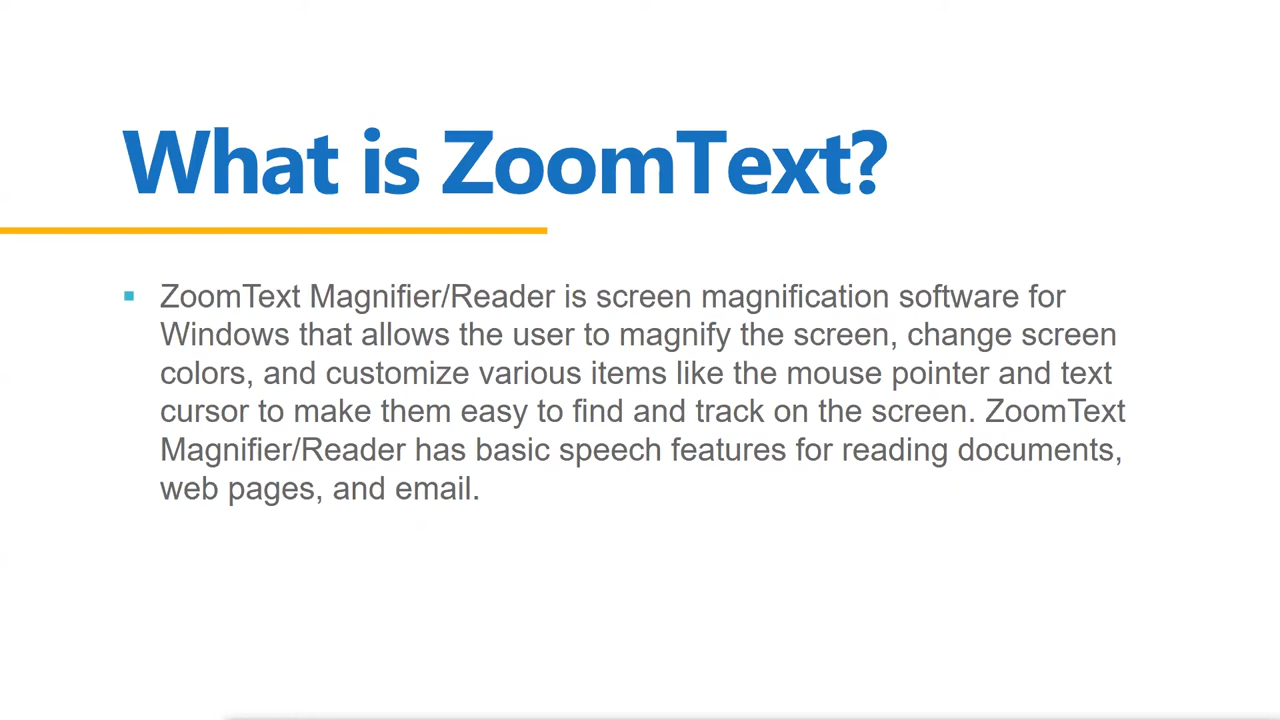 What is ZoomText?
▪ ZoomText Magnifier/Reader is screen magnification software for
Windows that allows the user to magnify the screen, change screen
colors, and customize various items like the mouse pointer and text
cursor to make them easy to find and track on the screen. ZoomText
Magnifier/Reader has basic speech features for reading documents,
web pages, and email.